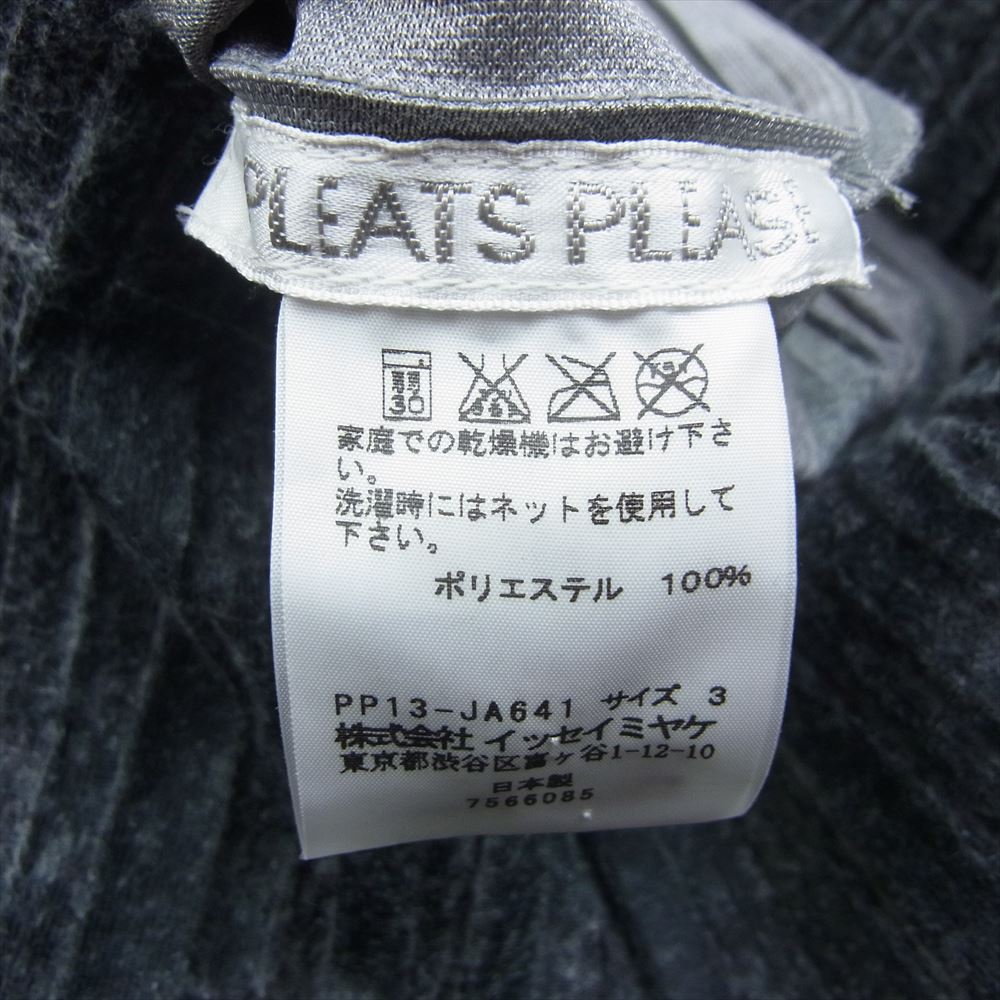 PLEATS PLEASE
弱
30
家庭での乾燥機はお避け下さ
い。
洗濯時にはネットを使用して
下さい。
ポリエステル 100%
PP13-JA641 サイズ 3
株式会社 イッセイミヤケ
東京都渋谷区富ヶ谷1-12-10
日本製
7566085